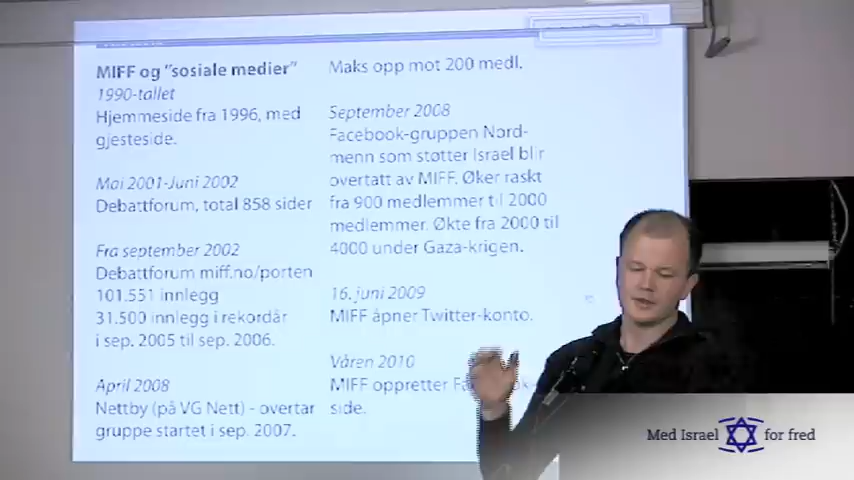 MIFF og "sosiale medier"
1990-tallet
Hjemmeside fra 1996, med
gjesteside.
Mai 2001-Juni 2002
Debattforum, total 858 sider
Fra september 2002
Debattforum miff.no/porten
101.551 innlegg
31.500 innlegg i rekordår
i sep. 2005 til sep. 2006.
April 2008
Nettby (på VG Nett) - overtar
gruppe startet i sep. 2007.
Maks opp mot 200 medl.
September 2008
Facebook-gruppen Nord-
menn som støtter Israel blir
overtatt av MIFF. Øker raskt
fra 900 medlemmer til 2000
medlemmer. Økte fra 2000 til
4000 under Gaza-krigen.
16. juni 2009
MIFF åpner Twitter-konto.
Våren 2010
MIFF oppretter
side.
Med Israel for fred